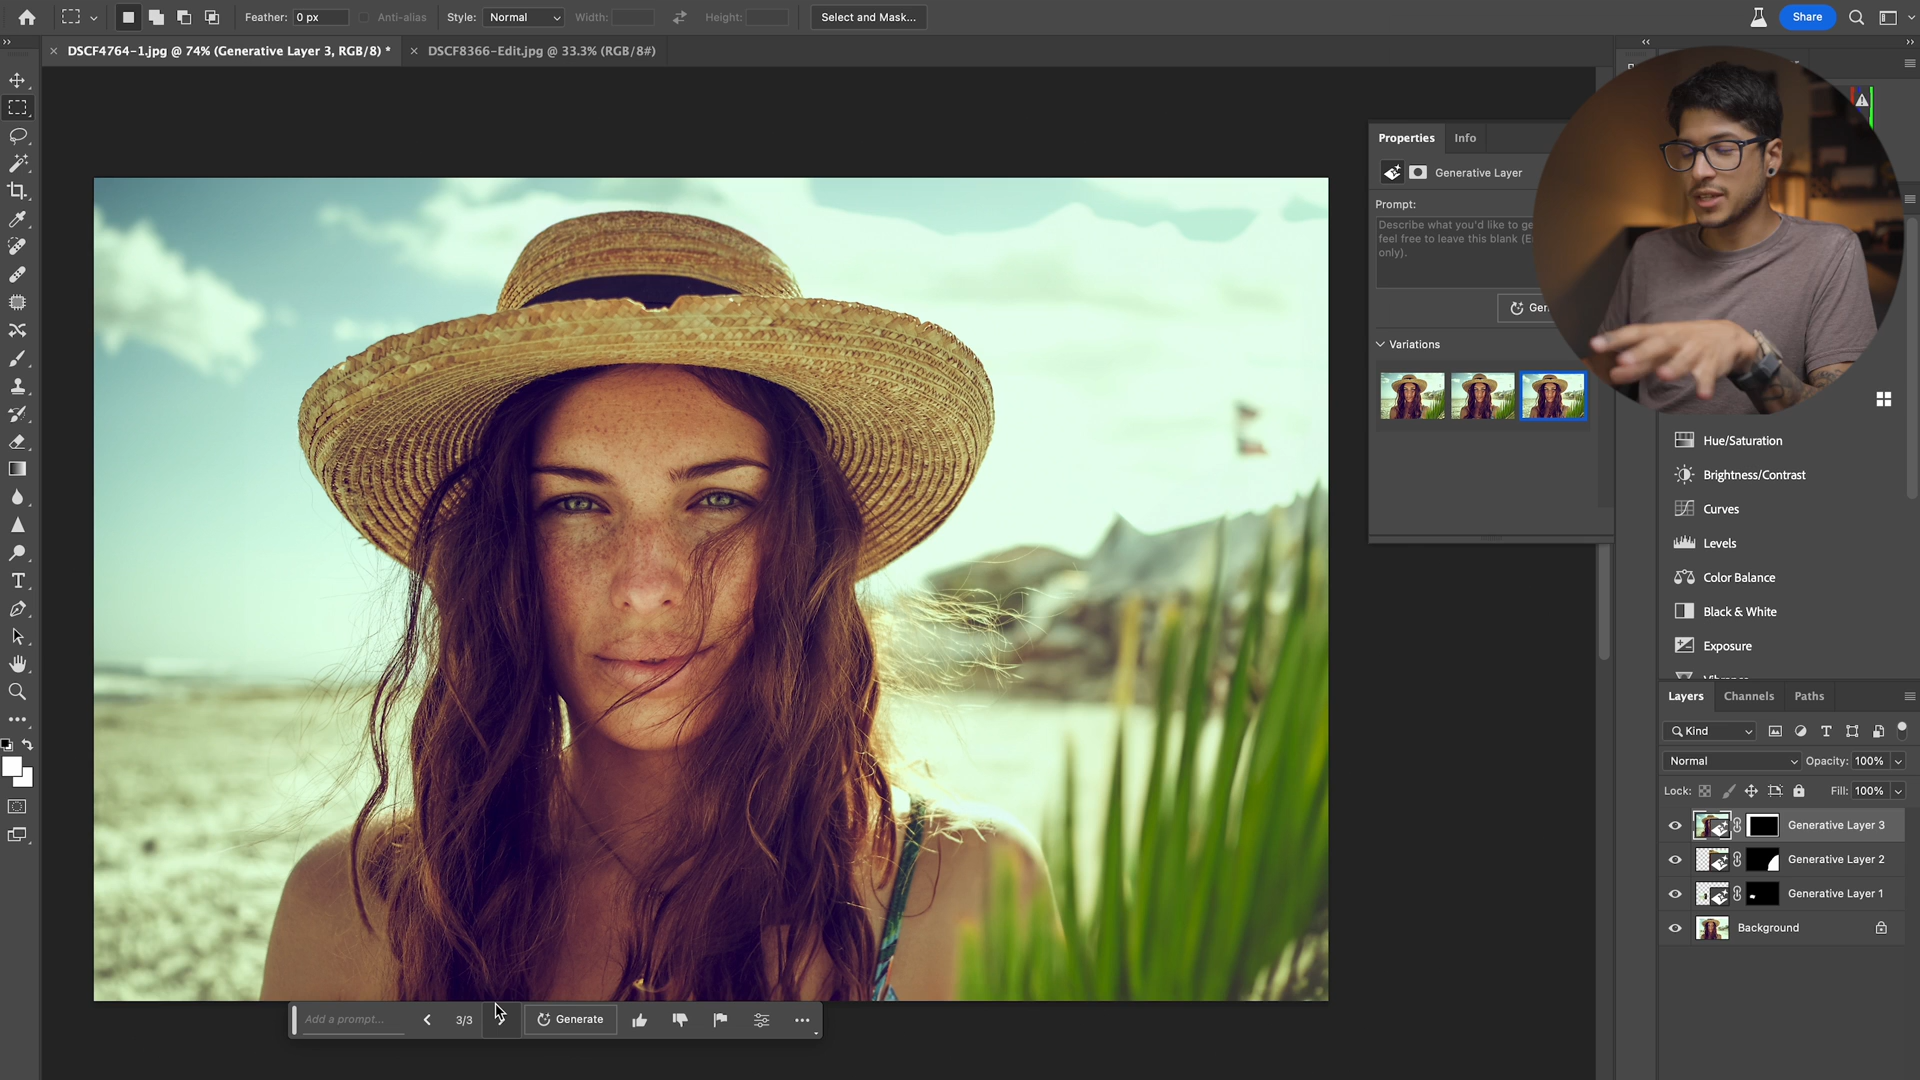 Feather: 0 px Anti-alias Style: Normal Width: Height: Select and Mask... Share
DSCF4764-1.jpg @ 74% (Generative Layer 3, RGB/8) * DSCF8366-Edit.jpg @ 33.3% (RGB/8#)
Properties Info
Generative Layer
Prompt:
Describe what you'd like to ge
feel free to leave this blank (E
only).
Gen
Variations
Hue/Saturation
Brightness/Contrast
Curves
Levels
Color Balance
Black & White
Exposure
Layers Channels Paths
Kind
Normal Opacity: 100%
Lock: Fill: 100%
Generative Layer 3
Generative Layer 2
Generative Layer 1
Background
Add a prompt... 3/3 Generate